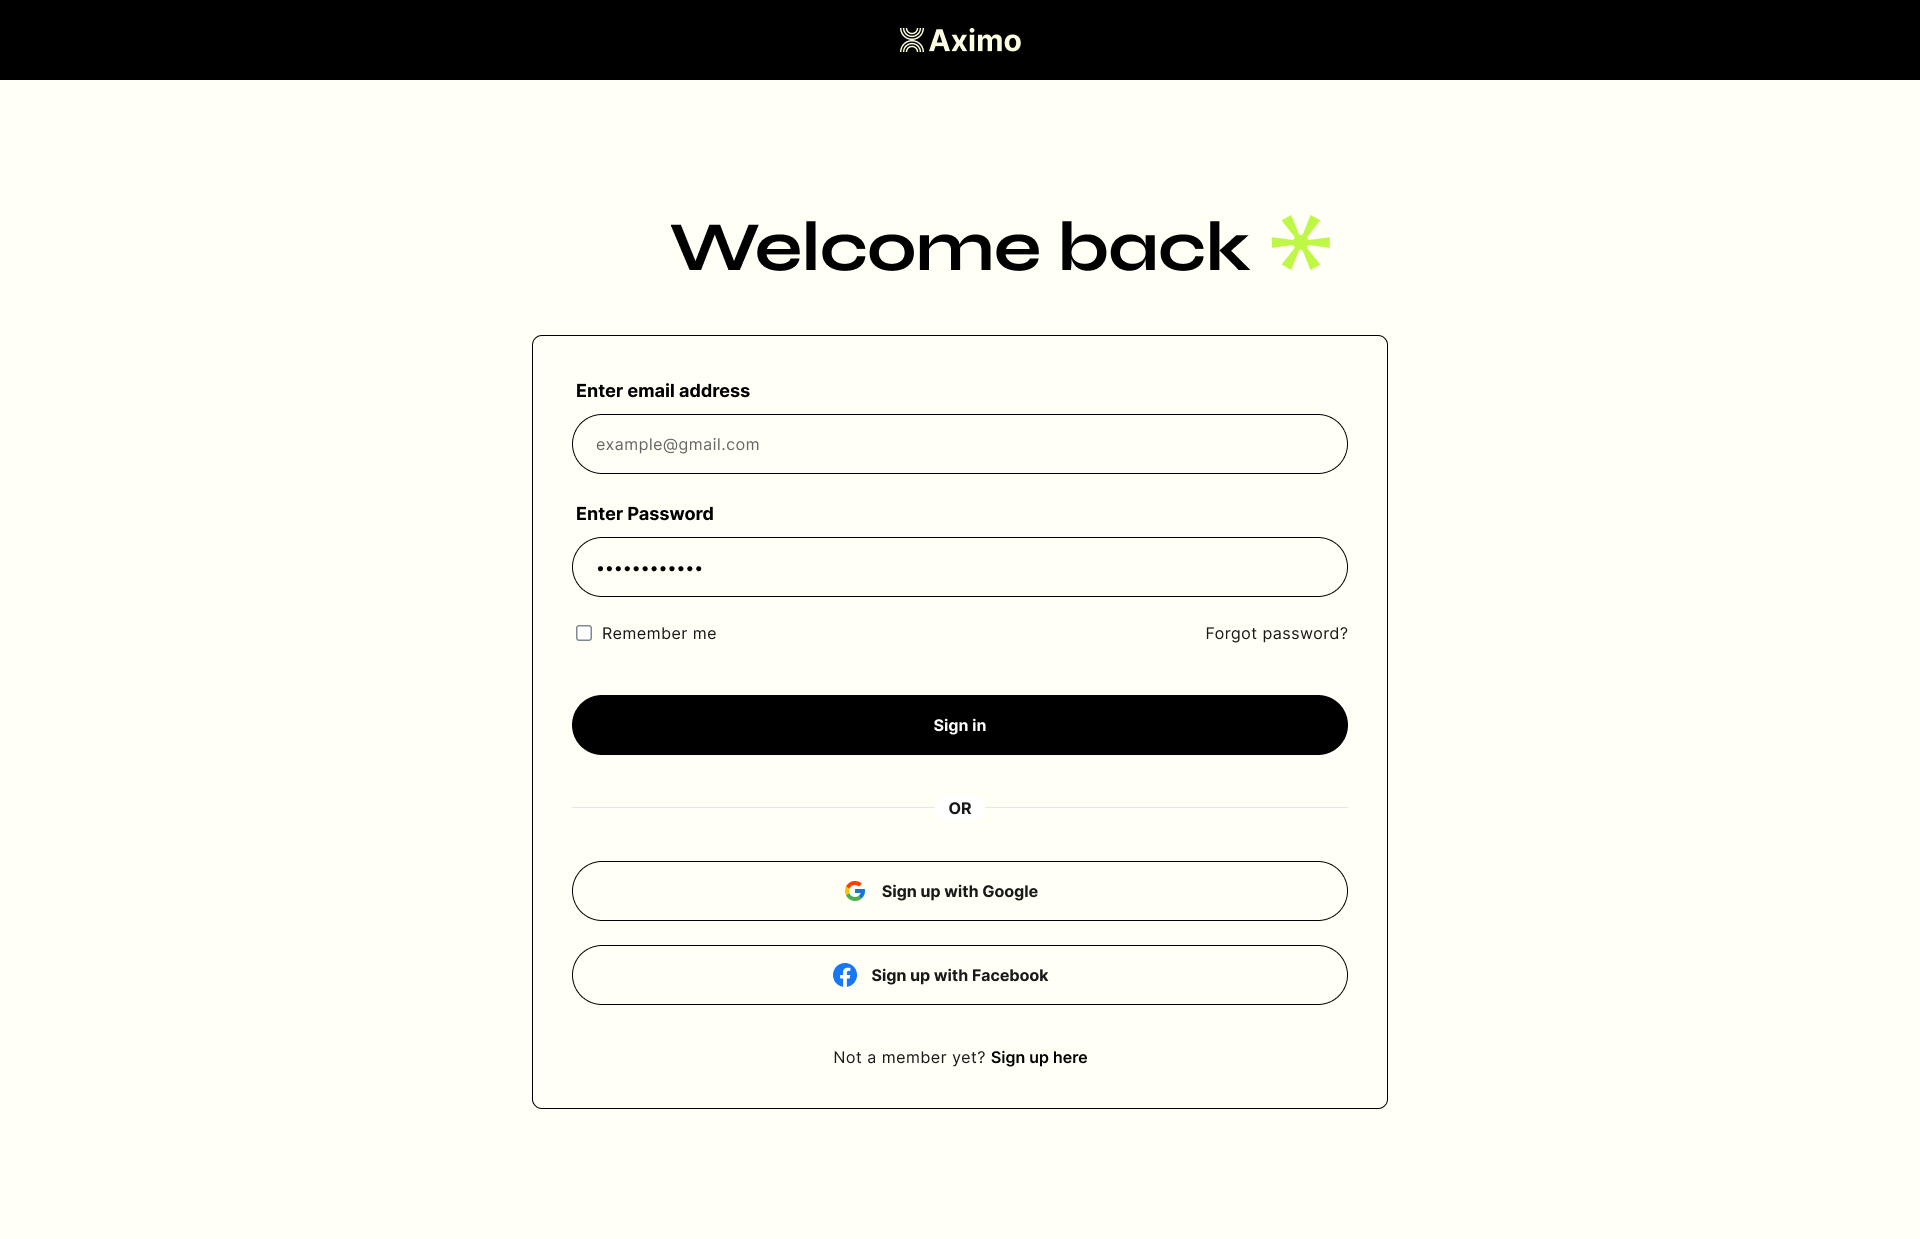 Aximo
Welcome back
Enter email address
example@gmail.com
Enter Password
••••••••••••
Remember me
Forgot password?
Sign in
OR
Sign up with Google
Sign up with Facebook
Not a member yet? Sign up here